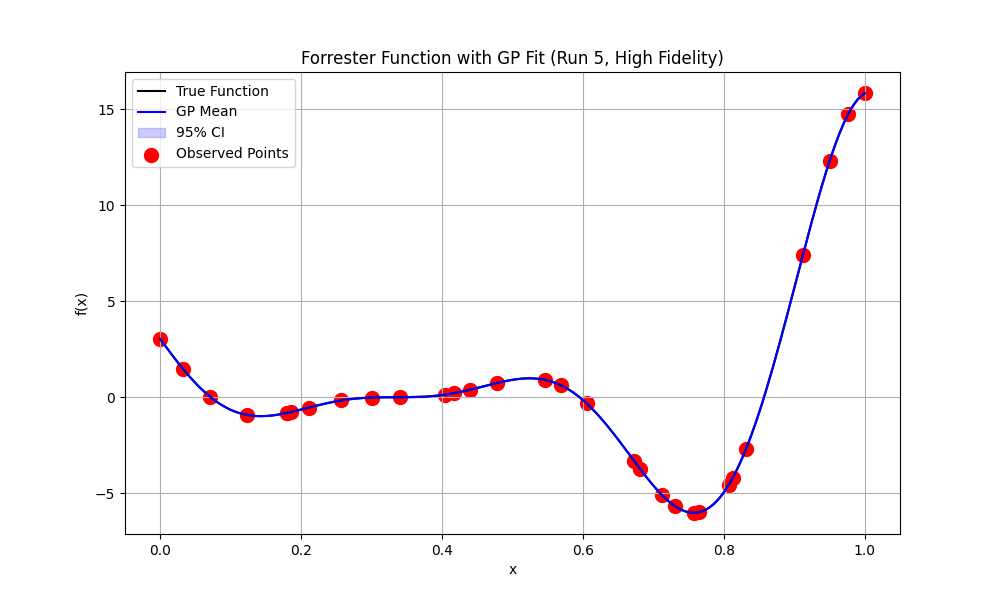 Forrester Function with GP Fit (Run 5, High Fidelity)
True Function
GP Mean
95% CI
Observed Points
15
10
5
0
−5
f(x)
0.0 0.2 0.4 0.6 0.8 1.0
x